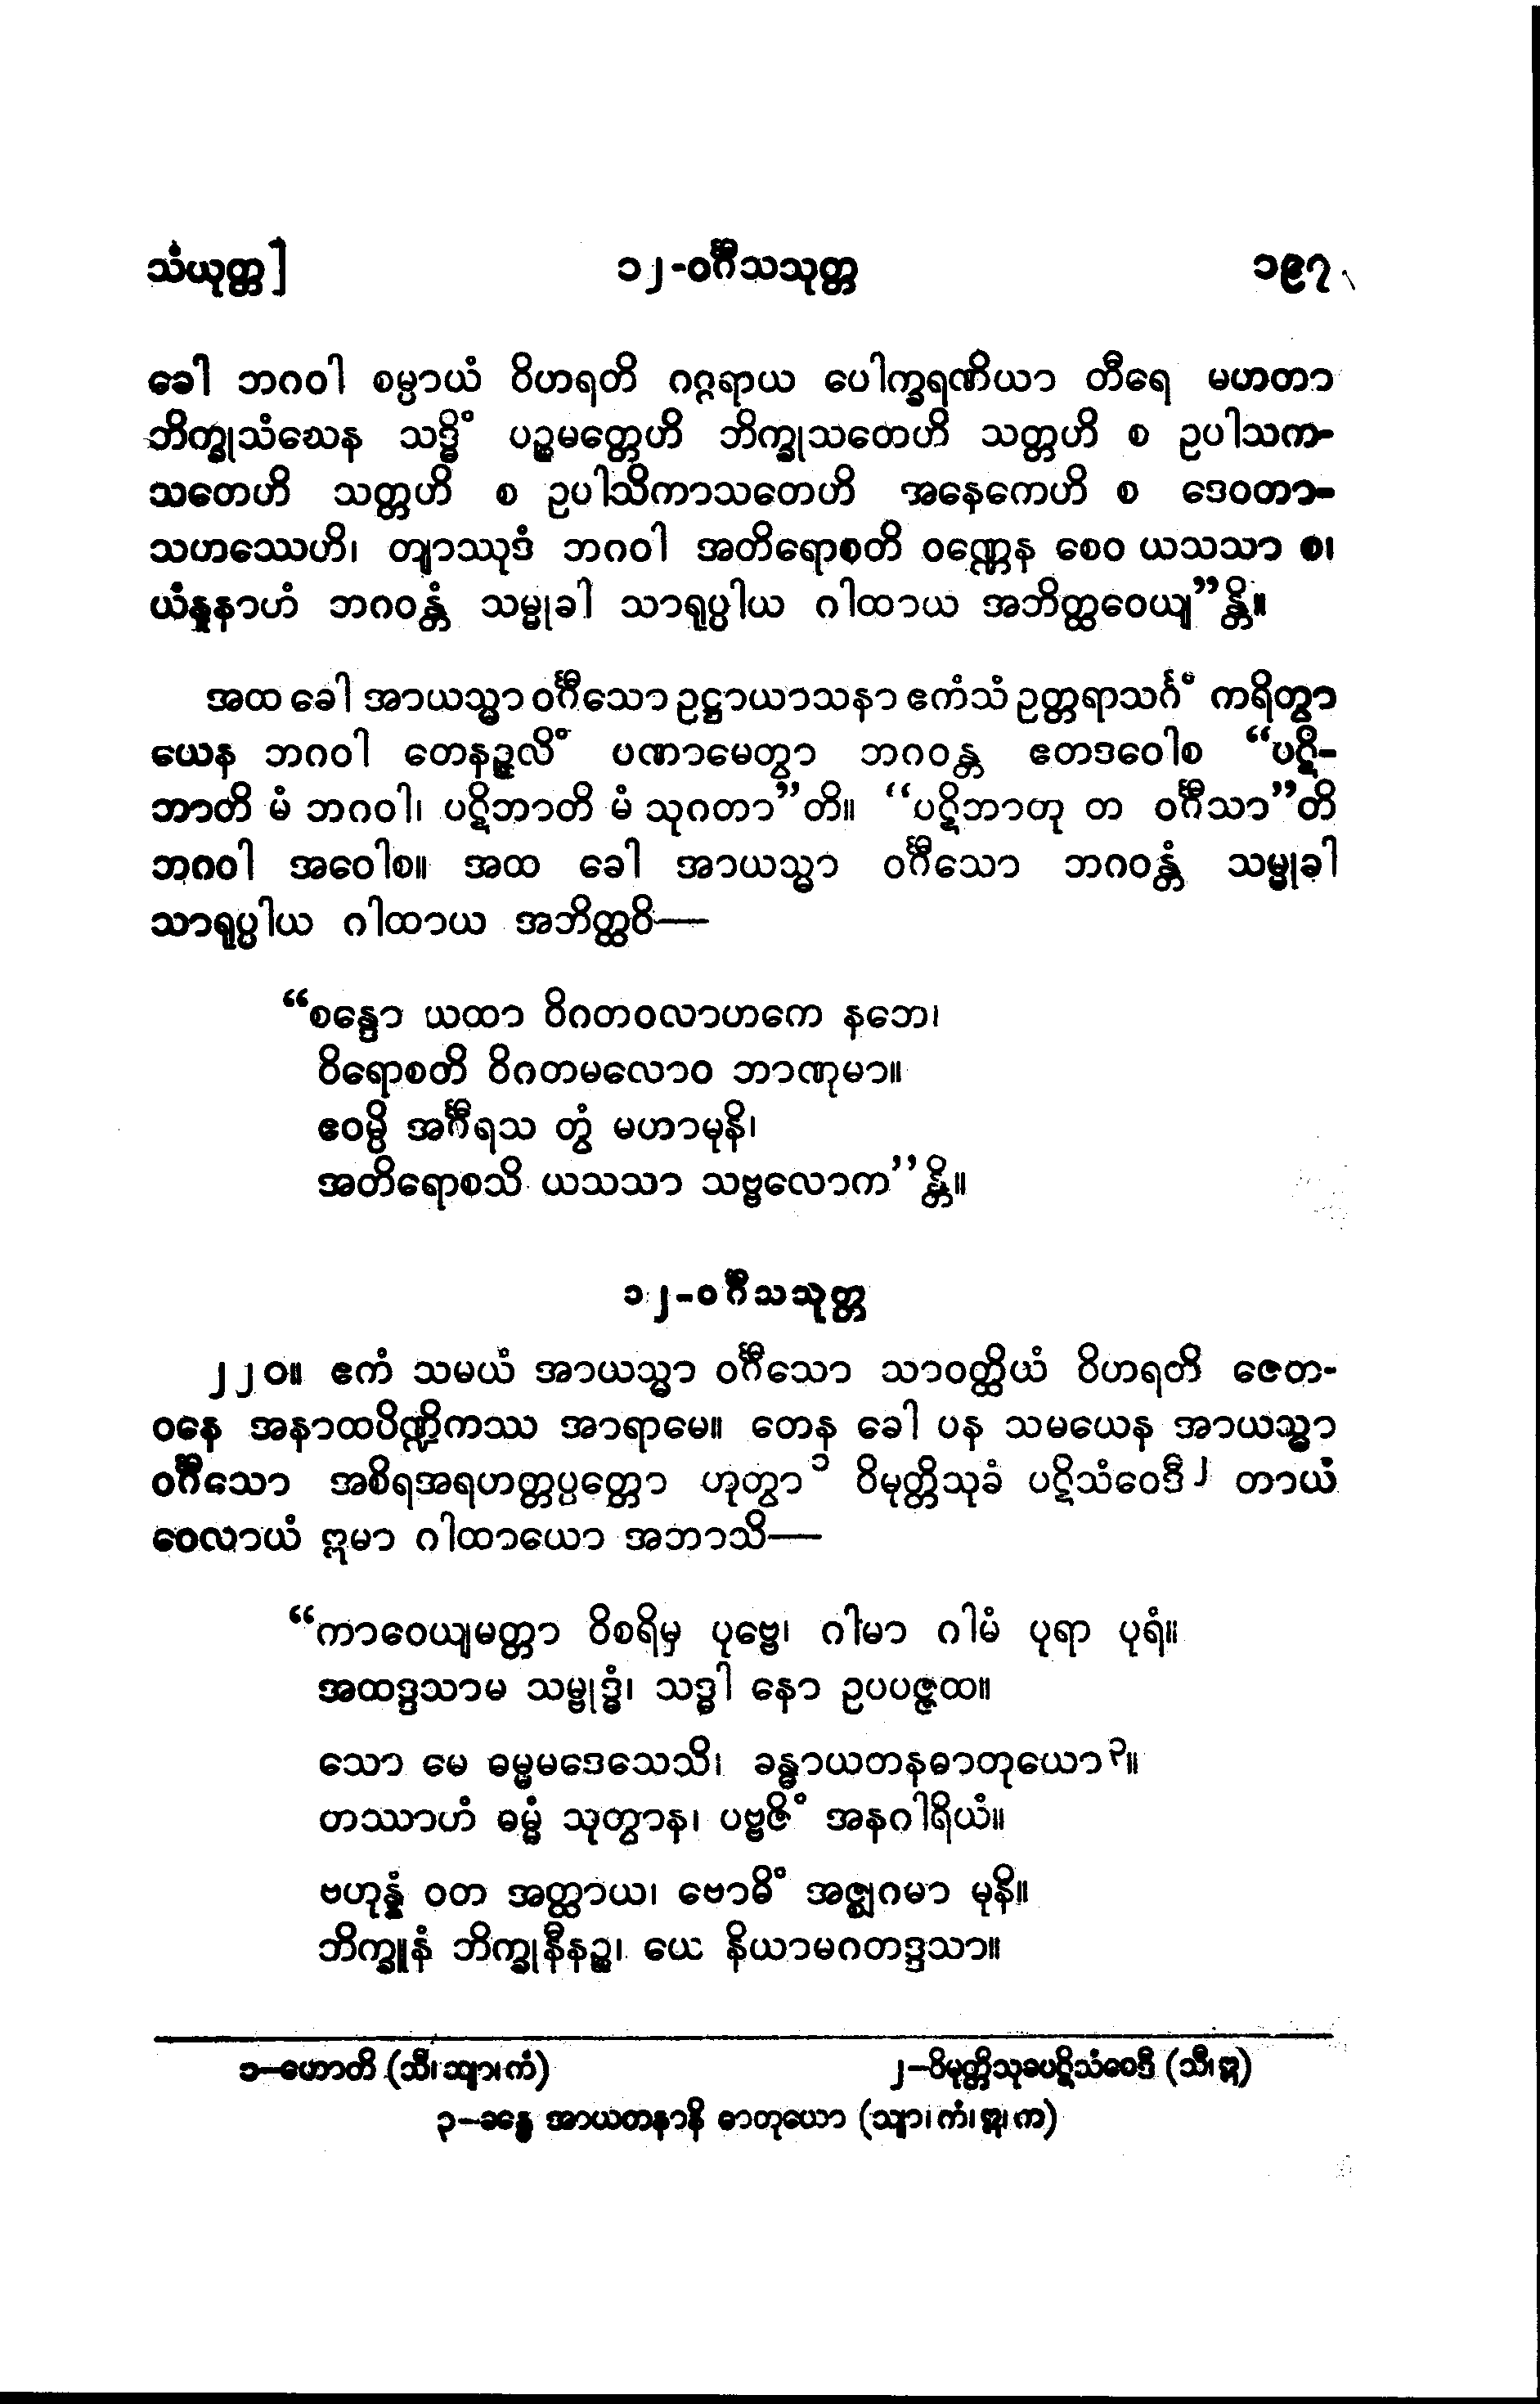 သံယုတ္တ]
၁၂-ဝင်္ဂီသသုတ္တ
၁၉၇
ခေါ ဘဂဝါ စမ္ပာယံ ဝိဟရတိ ဂဂ္ဂရာယ ပေါက္ခရဏိယာ တီရေ မဟတာ
ဘိက္ခုသံဃေန သဒ္ဓိံ ပဉ္စမတ္တေဟိ ဘိက္ခုသတေဟိ သတ္တဟိ စ ဥပါသက-
သတေဟိ သတ္တဟိ စ ဥပါသိကာသတေဟိ အနေကေဟိ စ ဒေဝတာ-
သဟဿေဟိ၊ တျာဿုဒံ ဘဂဝါ အတိရောစတိ ဝဏ္ဏေန စေဝ ယသသာ စ၊
ယံနူနာဟံ ဘဂဝန္တံ သမ္မုခါ သာရုပ္ပါယ ဂါထာယ အဘိတ္ထဝေယျ”န္တိ။
အထ ခေါ အာယသ္မာ ဝင်္ဂီသော ဥဋ္ဌာယာသနာ ဧကံသံ ဥတ္တရာသင်္ဂံ ကရိတွာ
ယေန ဘဂဝါ တေနဉ္ဇလိံ ပဏာမေတွာ ဘဂဝန္တ ဧတဒဝေါစ “ပဋိ-
ဘာတိ မံ ဘဂဝါ၊ ပဋိဘာတိ မံ သုဂတာ”တိ။ “ပဋိဘာတု တ ဝင်္ဂီသာ”တိ
ဘဂဝါ အဝေါစ။ အထ ခေါ အာယသ္မာ ဝင်္ဂီသော ဘဂဝန္တံ သမ္မုခါ
သာရုပ္ပါယ ဂါထာယ အဘိတ္ထဝိ—
“စန္ဒော ယထာ ဝိဂတဝလာဟကေ နဘေ၊
ဝိရောစတိ ဝိဂတမလောဝ ဘာဏုမာ။
ဧဝမ္ပိ အင်္ဂီရသ တွံ မဟာမုနိ၊
အတိရောစသိ ယသသာ သဗ္ဗလောက”န္တိ။
၁၂-ဝင်္ဂီသသုတ္တ
၂၂၀။ ဧကံ သမယံ အာယသ္မာ ဝင်္ဂီသော သာဝတ္ထိယံ ဝိဟရတိ ဇေတ-
ဝနေ အနာထပိဏ္ဍိကဿ အာရာမေ။ တေန ခေါ ပန သမယေန အာယသ္မာ
ဝင်္ဂီသော အစိရအရဟတ္တပ္ပတ္တော ဟုတွာ၁ ဝိမုတ္တိသုခံ ပဋိသံဝေဒီ၂ တာယံ
ဝေလာယံ ဣမာ ဂါထာယော အဘာသိ—
“ကာဝေယျမတ္တာ ဝိစရိမှ ပုဗ္ဗေ၊ ဂါမာ ဂါမံ ပုရာ ပုရံ။
အထဒ္ဒသာမ သမ္ဗုဒ္ဓံ၊ သဒ္ဓါ နော ဥပပဇ္ဇထ။
သော မေ ဓမ္မမဒေသေသိ၊ ခန္ဓာယတနဓာတုယော၃။
တဿာဟံ ဓမ္မံ သုတွာန၊ ပဗ္ဗဇိံ အနဂါရိယံ။
ဗဟုန္နံ ဝတ အတ္ထာယ၊ ဗောဓိံ အဇ္ဈဂမာ မုနိ။
ဘိက္ခူနံ ဘိက္ခုနီနဉ္စ၊ ယေ နိယာမဂတဒ္ဒသာ။
၁–ဟောတိ (သီ၊ သျာ၊ ကံ)
၂–ဝိမုတ္တိသုခပဋိသံဝေဒီ (သီ၊ ဣ)
၃–ခန္ဓေ အာယတနာနိ ဓာတုယော (သျာ၊ ကံ၊ ဣ၊ က)